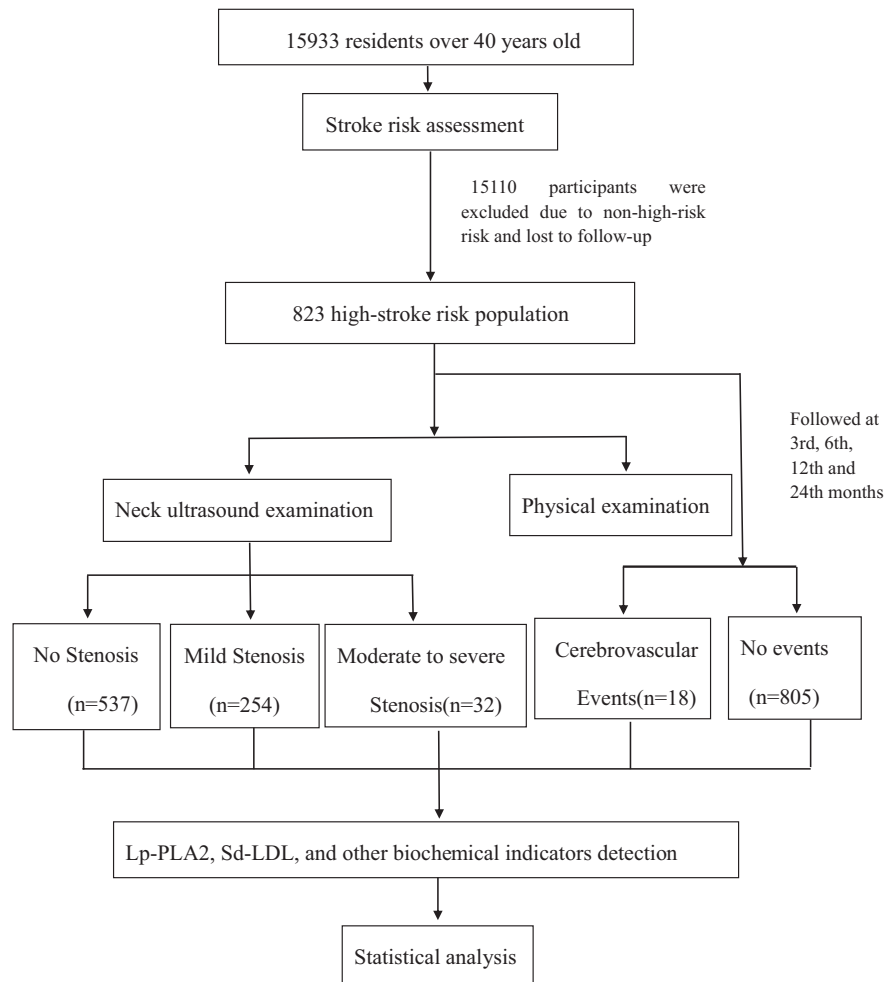 15933 residents over 40 years old
Stroke risk assessment
15110 participants were
excluded due to non-high-risk
risk and lost to follow-up
823 high-stroke risk population
Followed at
3rd, 6th,
12th and
24th months
Neck ultrasound examination
Physical examination
No Stenosis
(n=537)
Mild Stenosis
(n=254)
Moderate to severe
Stenosis(n=32)
Cerebrovascular
Events(n=18)
No events
(n=805)
Lp-PLA2, Sd-LDL, and other biochemical indicators detection
Statistical analysis